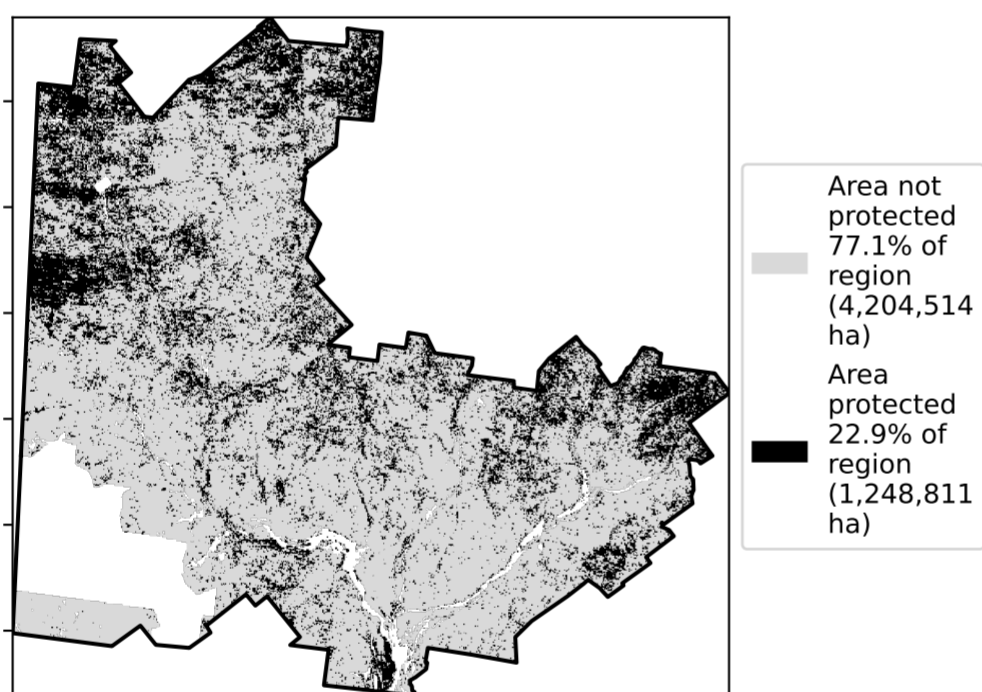 Area not
protected
77.1% of
region
(4,204,514
ha)
Area
protected
22.9% of
region
(1,248,811
ha)